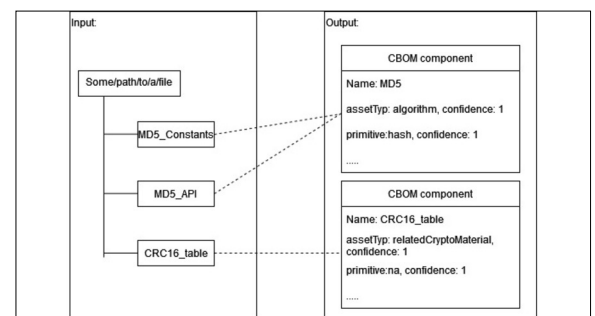 Input:
Some/path/to/a/file
MD5_Constants
MD5_API
CRC16_table
Output:
CBOM component
Name: MD5
assetTyp: algorithm, confidence: 1
primitive:hash, confidence: 1
.....
CBOM component
Name: CRC16_table
assetTyp: relatedCryptoMaterial,
confidence: 1
primitive:na, confidence: 1
.....